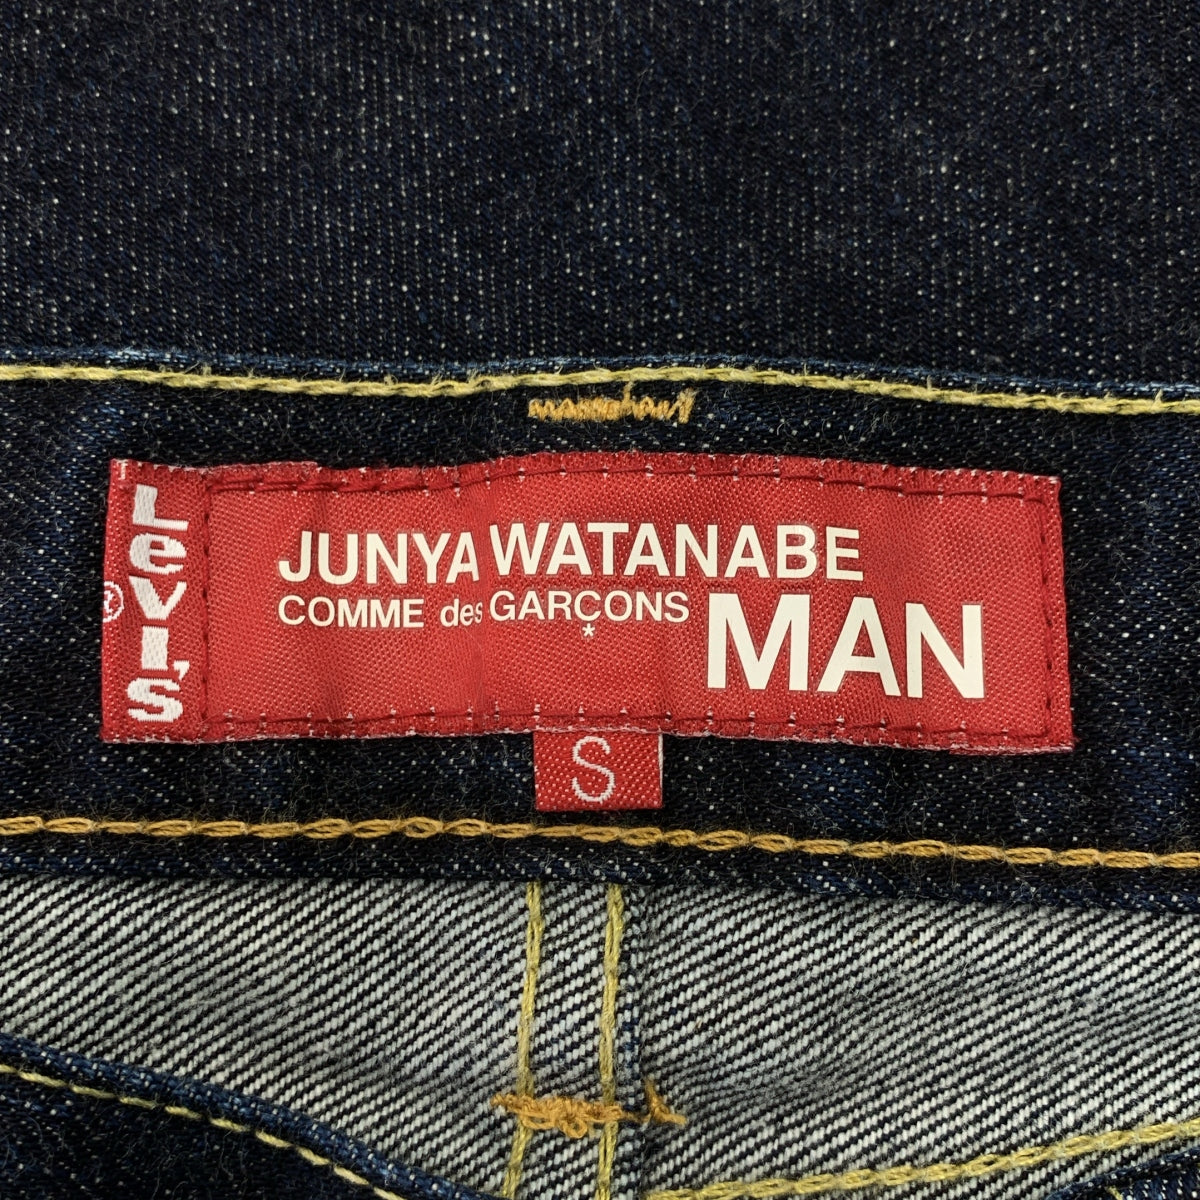 LEVI'S
®
JUNYA WATANABE
COMME des GARÇONS
*
MAN
S